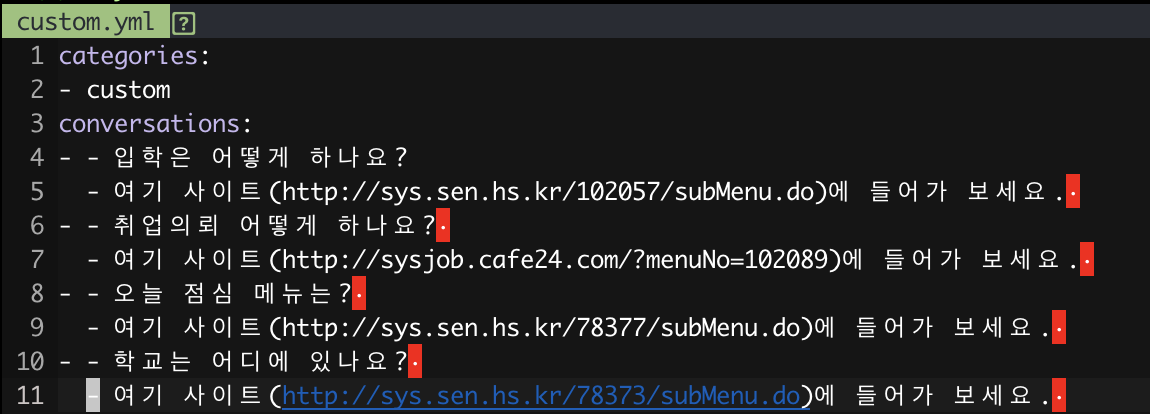 custom.yml ?
1 categories:
2 - custom
3 conversations:
4 - - 입학은 어떻게 하나요?
5   - 여기 사이트(http://sys.sen.hs.kr/102057/subMenu.do)에 들어가 보세요.
6 - - 취업의뢰 어떻게 하나요?
7   - 여기 사이트(http://sysjob.cafe24.com/?menuNo=102089)에 들어가 보세요.
8 - - 오늘 점심 메뉴는?
9   - 여기 사이트(http://sys.sen.hs.kr/78377/subMenu.do)에 들어가 보세요.
10 - - 학교는 어디에 있나요?
11   - 여기 사이트(http://sys.sen.hs.kr/78373/subMenu.do)에 들어가 보세요.